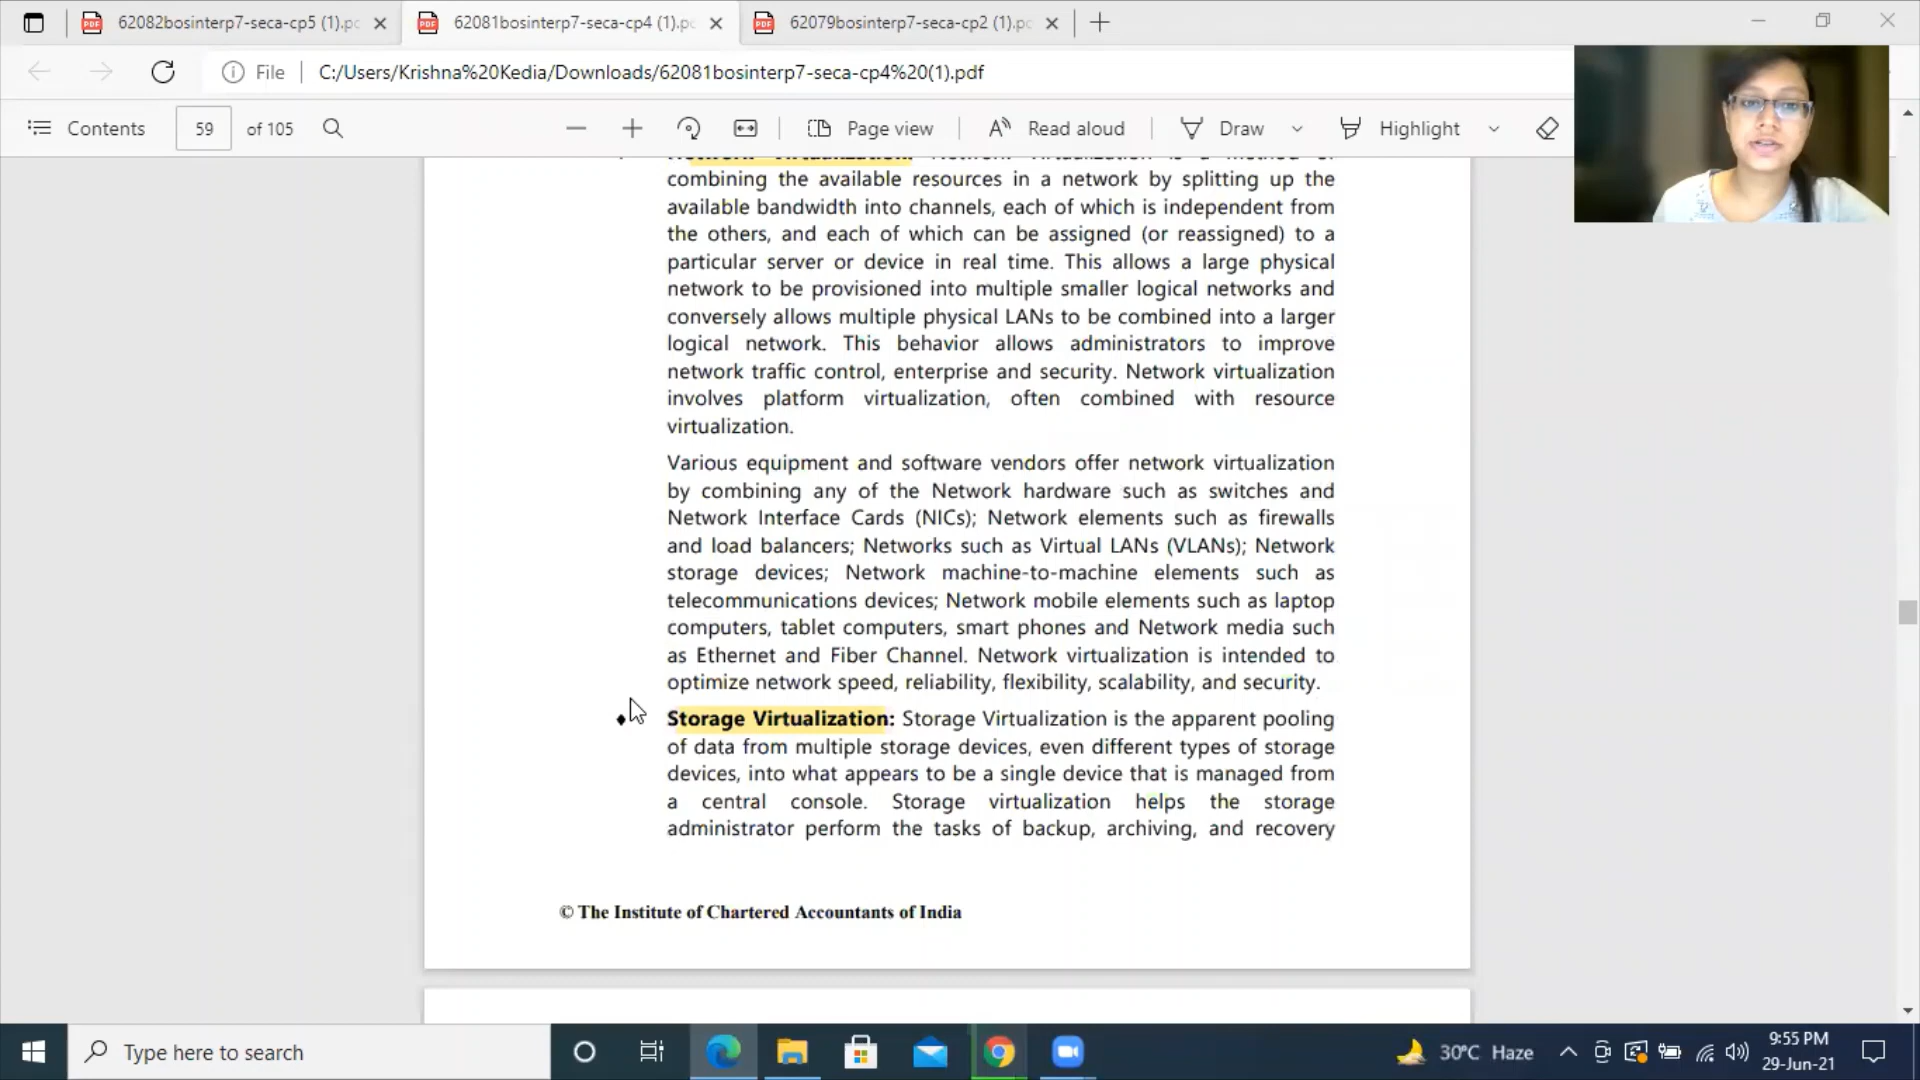 62082bosinterp7-seca-cp5 (1).pc
62081bosinterp7-seca-cp4 (1).pc
62079bosinterp7-seca-cp2 (1).pc
File
C:/Users/Krishna%20Kedia/Downloads/62081bosinterp7-seca-cp4%20(1).pdf
Contents
59
of 105
Page view
Read aloud
Draw
Highlight
Network Virtualization: Network Virtualization is a method of
combining the available resources in a network by splitting up the
available bandwidth into channels, each of which is independent from
the others, and each of which can be assigned (or reassigned) to a
particular server or device in real time. This allows a large physical
network to be provisioned into multiple smaller logical networks and
conversely allows multiple physical LANs to be combined into a larger
logical network. This behavior allows administrators to improve
network traffic control, enterprise and security. Network virtualization
involves platform virtualization, often combined with resource
virtualization.
Various equipment and software vendors offer network virtualization
by combining any of the Network hardware such as switches and
Network Interface Cards (NICs); Network elements such as firewalls
and load balancers; Networks such as Virtual LANs (VLANs); Network
storage devices; Network machine-to-machine elements such as
telecommunications devices; Network mobile elements such as laptop
computers, tablet computers, smart phones and Network media such
as Ethernet and Fiber Channel. Network virtualization is intended to
optimize network speed, reliability, flexibility, scalability, and security.
♦ Storage Virtualization: Storage Virtualization is the apparent pooling
of data from multiple storage devices, even different types of storage
devices, into what appears to be a single device that is managed from
a central console. Storage virtualization helps the storage
administrator perform the tasks of backup, archiving, and recovery
© The Institute of Chartered Accountants of India
Type here to search
30°C Haze
9:55 PM
29-Jun-21